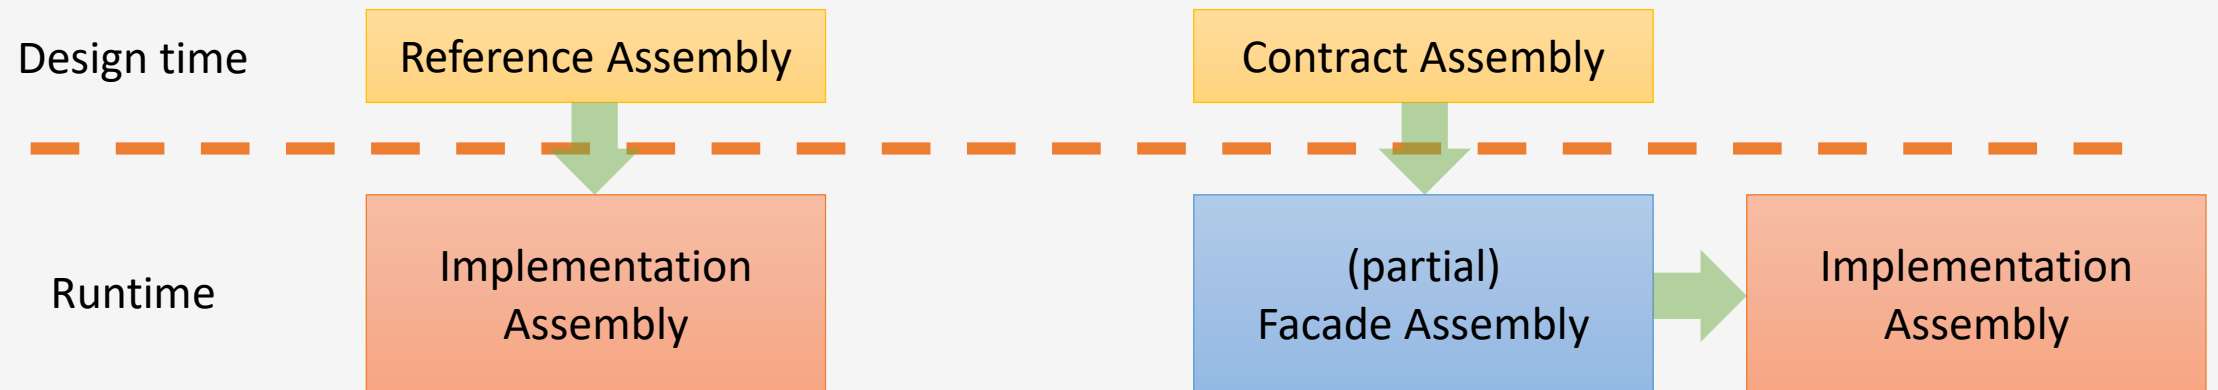 Design time
Reference Assembly
Contract Assembly
Runtime
Implementation
Assembly
(partial)
Facade Assembly
Implementation
Assembly